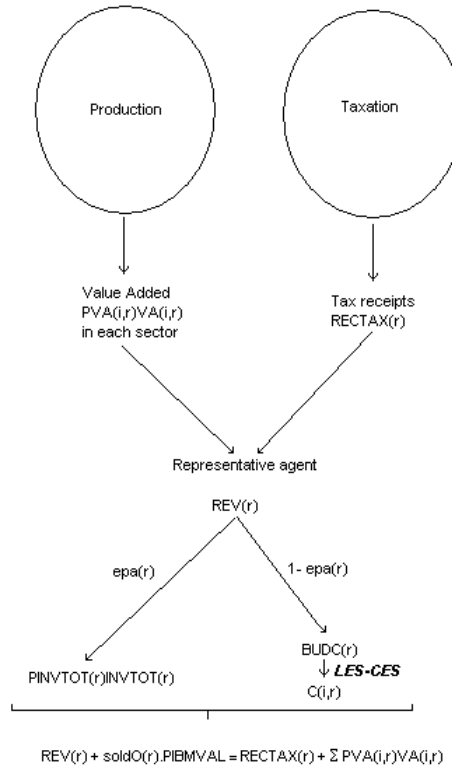 Production
Taxation
Value Added
PVA(i,r)VA(i,r)
in each sector
Tax receipts
RECTAX(r)
Representative agent
REV(r)
epa(r)
1- epa(r)
BUDC(r)
LES-CES
PINVTOT(r)INVTOT(r)
C(i,r)
REV(r) + soldO(r).PIBMVAL = RECTAX(r) + Σ PVA(i,r)VA(i,r)